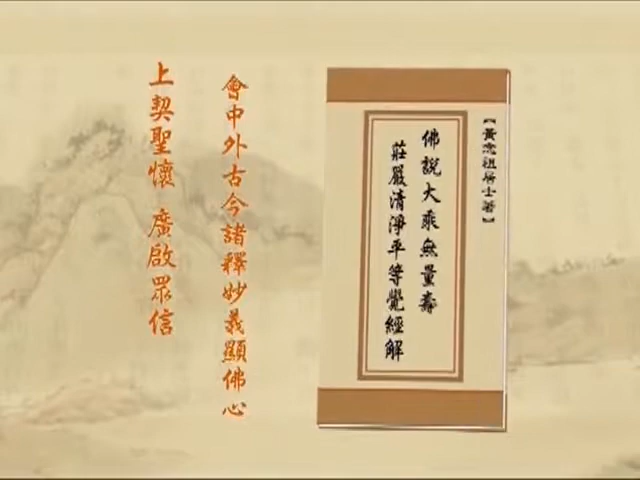 【黃念祖居士著】
佛說大乘無量壽
莊嚴清淨平等覺經解
會中外古今諸釋妙義顯佛心
上契聖懷 廣啟眾信